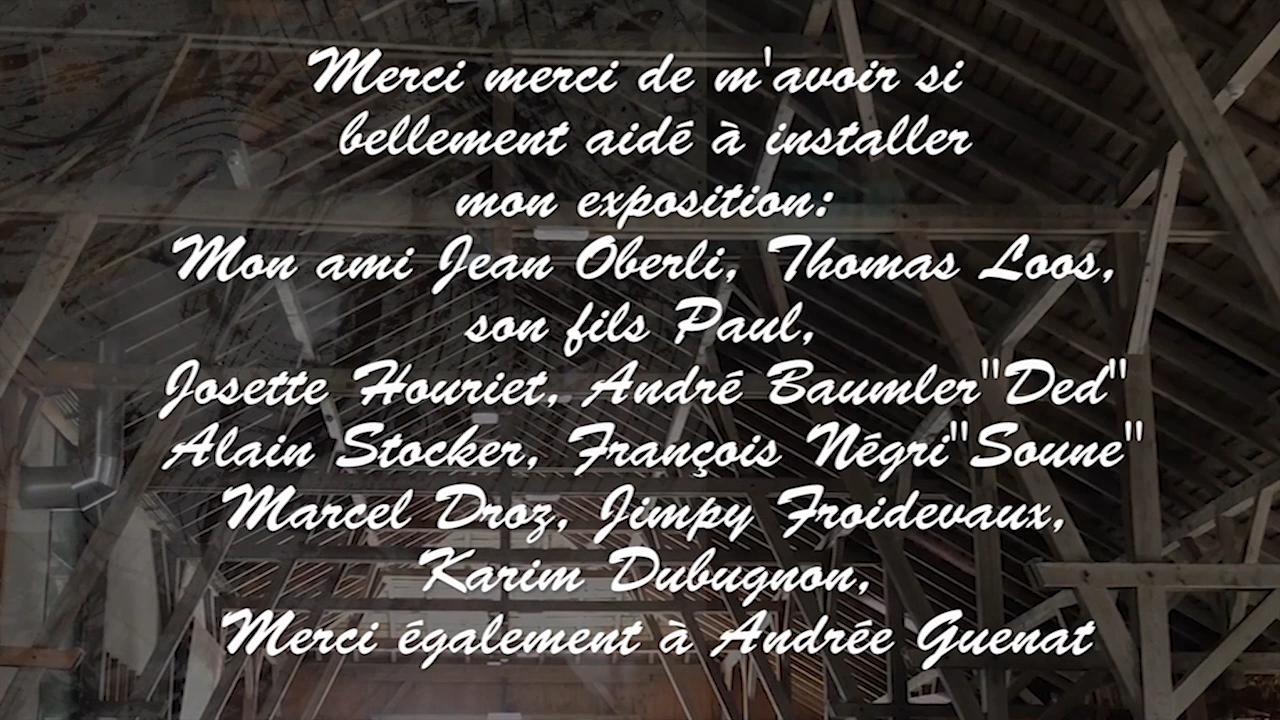 Merci merci de m'avoir si
bellement aidé à installer
mon exposition:
Mon ami Jean Oberli, Thomas Loos,
son fils Paul,
Josette Houriet, André Baumler"Ded"
Alain Stocker, François Négri"Soune"
Marcel Droz, Jimpy Froidevaux,
Karim Dubugnon,
Merci également à Andrée Guenat